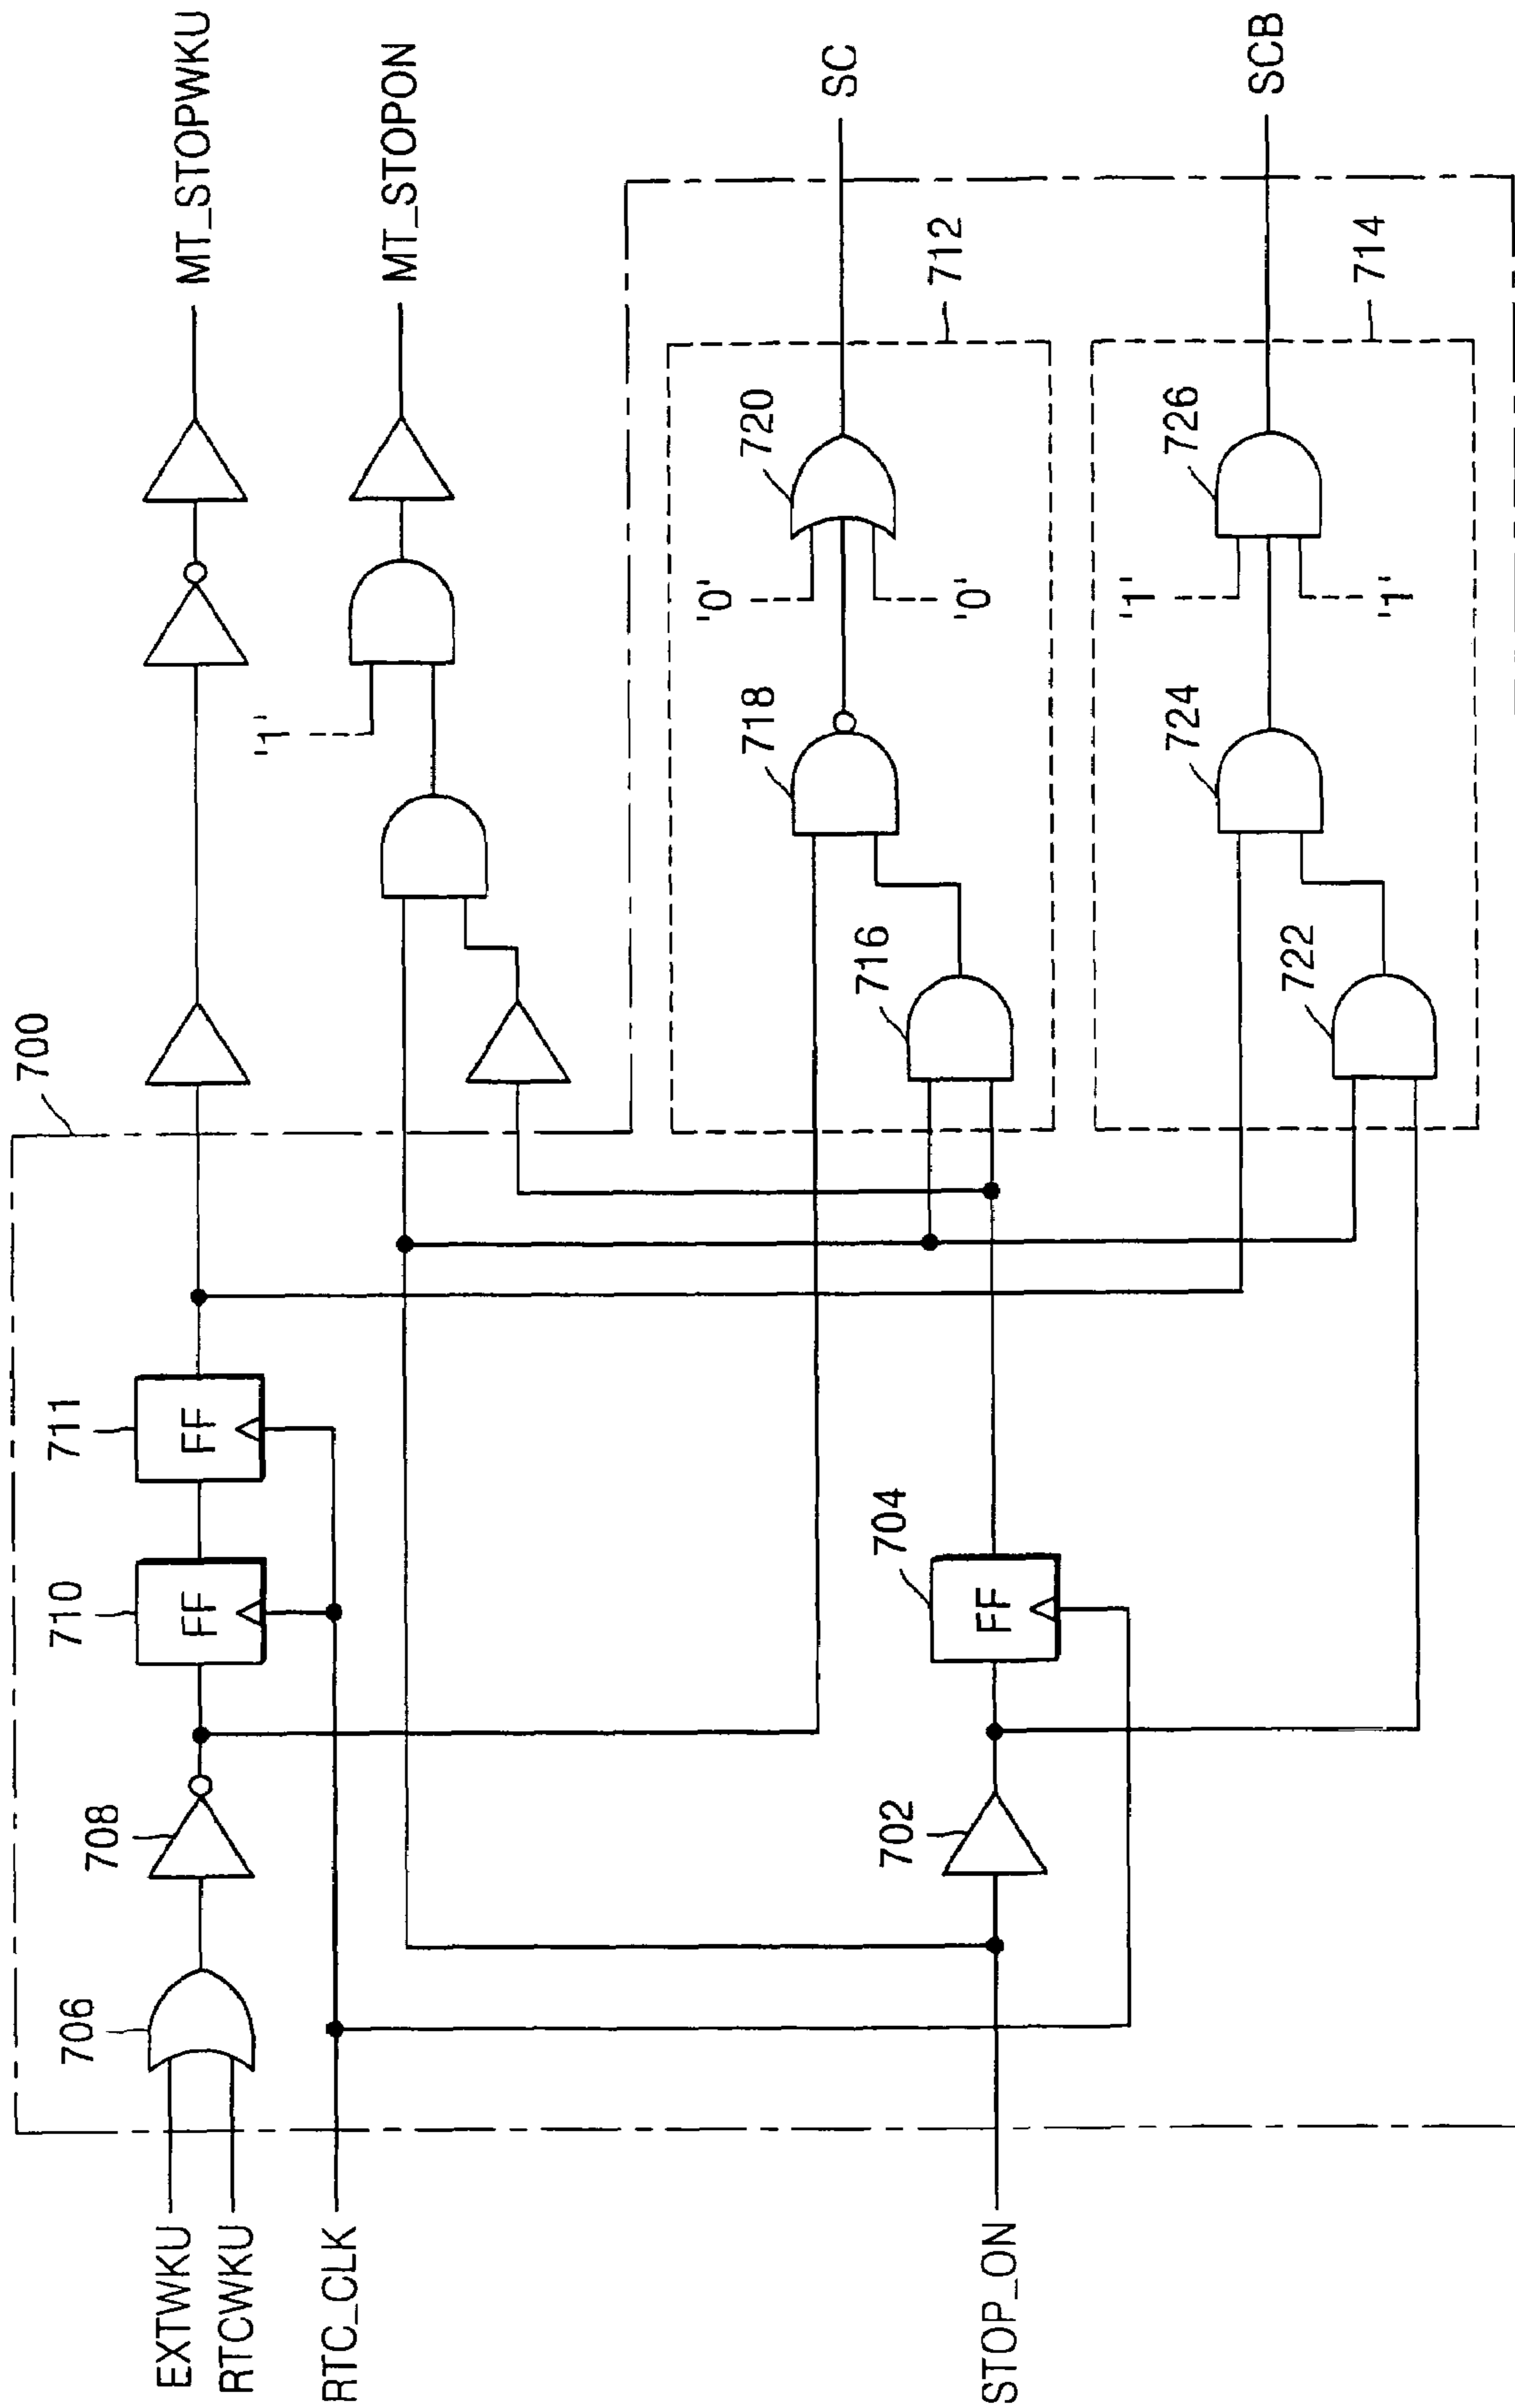 EXTWKU
RTCWKU
RTC_CLK
STOP_ON
700
706
708
710
FF
711
FF
702
704
FF
'1'
MT_STOPWKU
MT_STOPON
712
716
718
720
'0'
'0'
SC
714
722
724
726
'1'
'1'
SCB